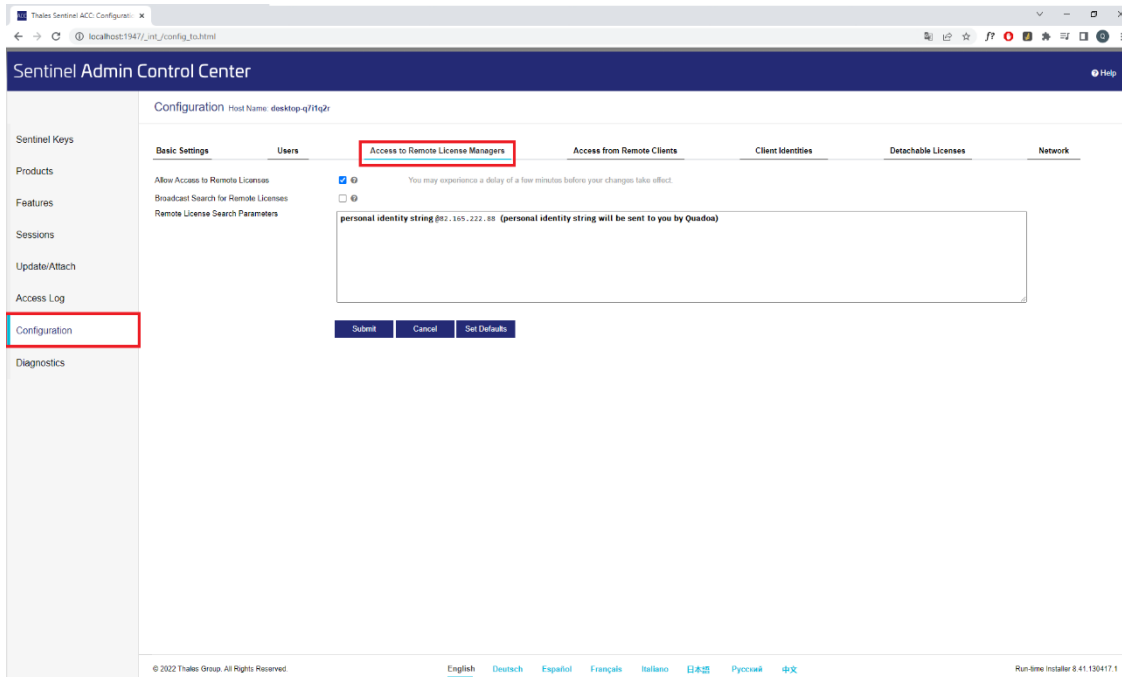 Thales Sentinel ACC: Configurati
localhost:1947/_int_/config_to.html
Sentinel Admin Control Center
Help
Configuration Host Name: desktop-q7i1q2r
Sentinel Keys
Products
Features
Sessions
Update/Attach
Access Log
Configuration
Diagnostics
Basic Settings Users Access to Remote License Managers Access from Remote Clients Client Identities Detachable Licenses Network
Allow Access to Remote Licenses You may experience a delay of a few minutes before your changes take effect.
Broadcast Search for Remote Licenses
Remote License Search Parameters
personal identity string @82.165.222.88 (personal identity string will be sent to you by Quadoa)
Submit Cancel Set Defaults
© 2022 Thales Group. All Rights Reserved. English Deutsch Español Français Italiano 日本語 Русский 中文 Run-time Installer 8.41.130417.1